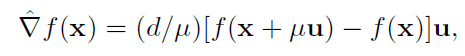 ∇̂f(𝐱) = (d/μ)[f(𝐱 + μ𝐮) − f(𝐱)]𝐮,